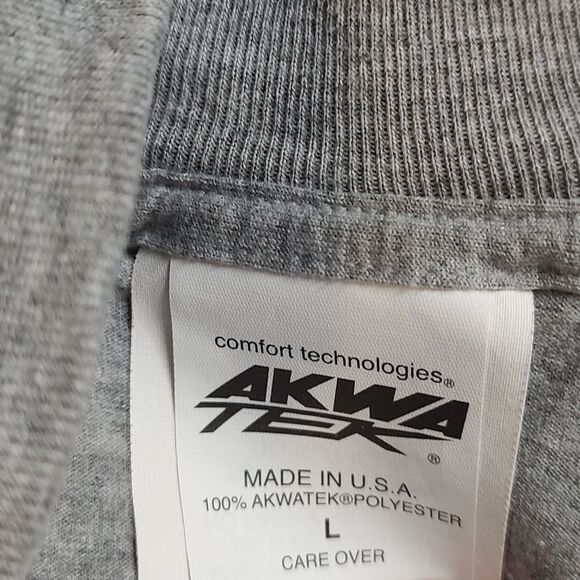 comfort technologies®
AKWA
TEK®
MADE IN U.S.A.
100% AKWATEK®POLYESTER
L
CARE OVER